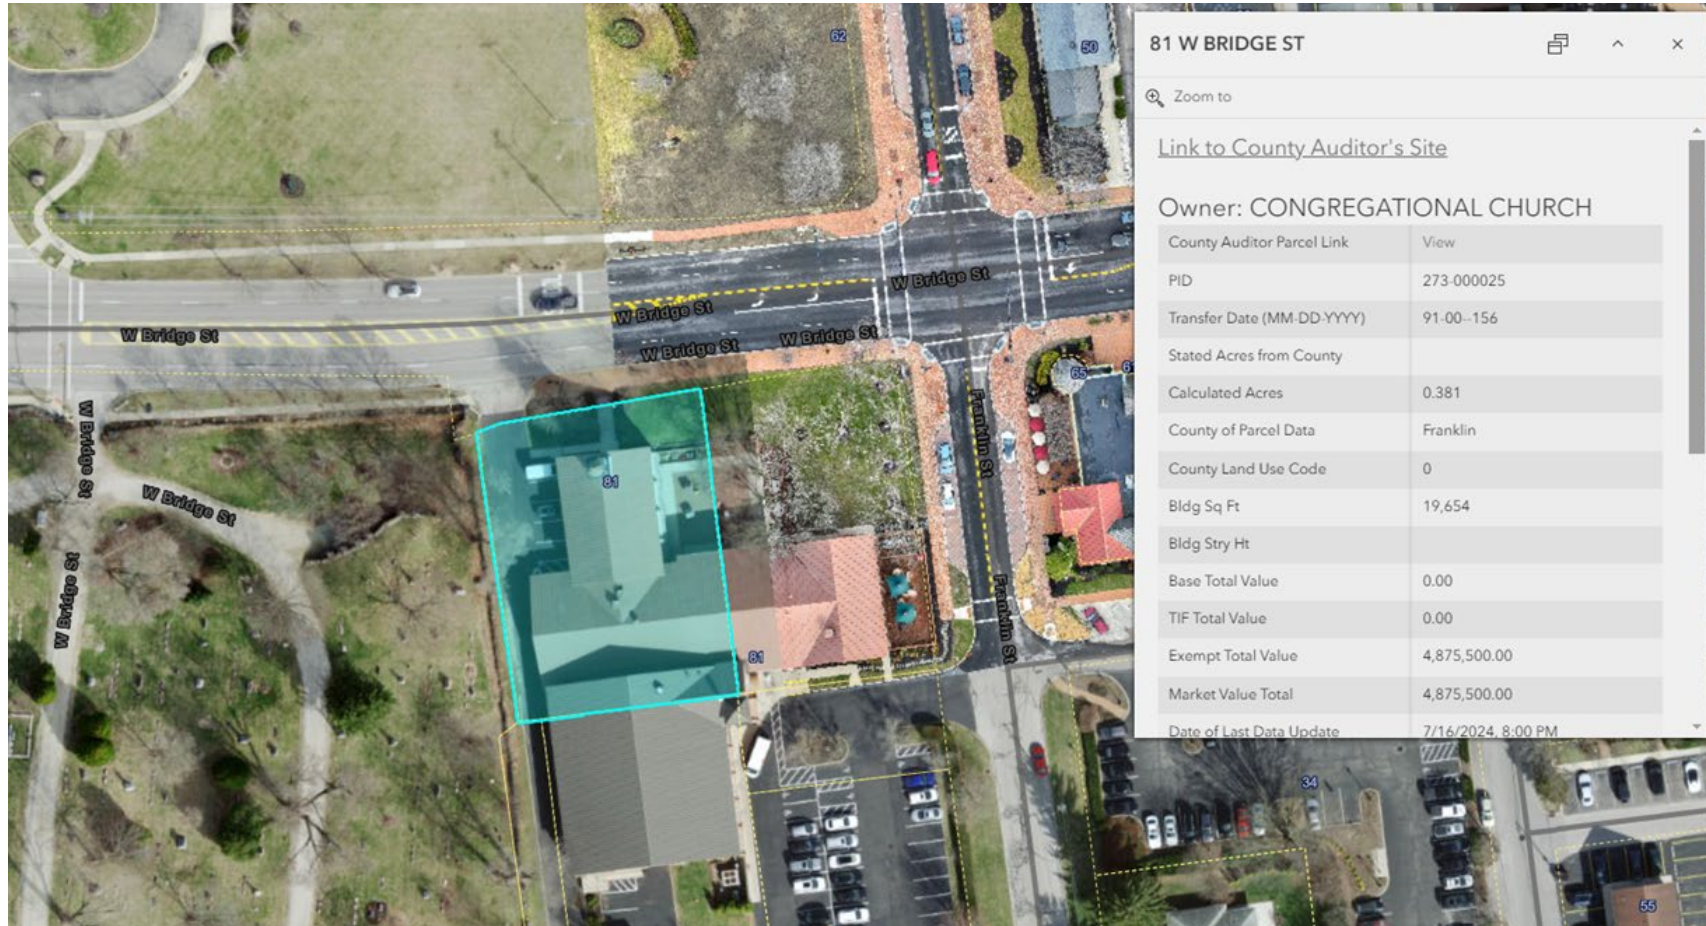 62
50
W Bridge St
W Bridge St
W Bridge St
W Bridge St
W Bridge St
65
Franklin St
W Bridge St
W Bridge St
81
W Bridge St
Franklin St
81
34
55
81 W BRIDGE ST
Zoom to
Link to County Auditor's Site
Owner: CONGREGATIONAL CHURCH
County Auditor Parcel Link View
PID 273-000025
Transfer Date (MM-DD-YYYY) 91-00--156
Stated Acres from County
Calculated Acres 0.381
County of Parcel Data Franklin
County Land Use Code 0
Bldg Sq Ft 19,654
Bldg Stry Ht
Base Total Value 0.00
TIF Total Value 0.00
Exempt Total Value 4,875,500.00
Market Value Total 4,875,500.00
Date of Last Data Update 7/16/2024, 8:00 PM